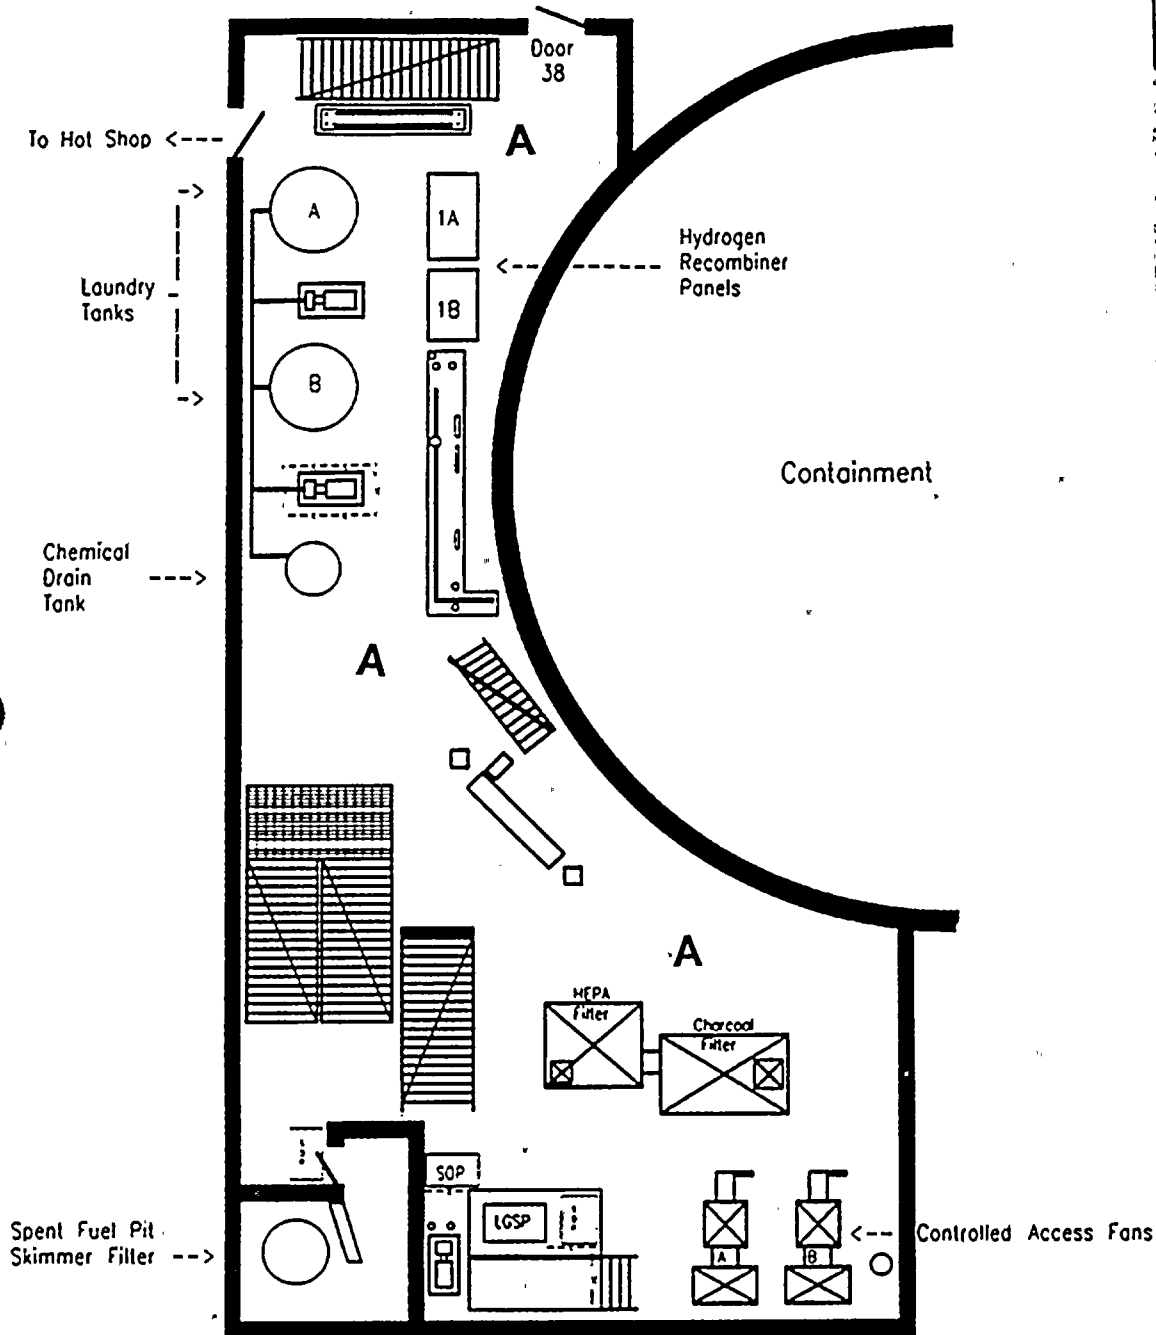 Door
38
To Hot Shop
A
A
1A
Hydrogen
Recombiner
Panels
Laundry
Tanks
1B
B
Containment
Chemical
Drain
Tank
A
A
HEPA
Filter
Charcoal
Filter
SOP
LGSP
Spent Fuel Pit
Skimmer Filter
Controlled Access Fans
A
B